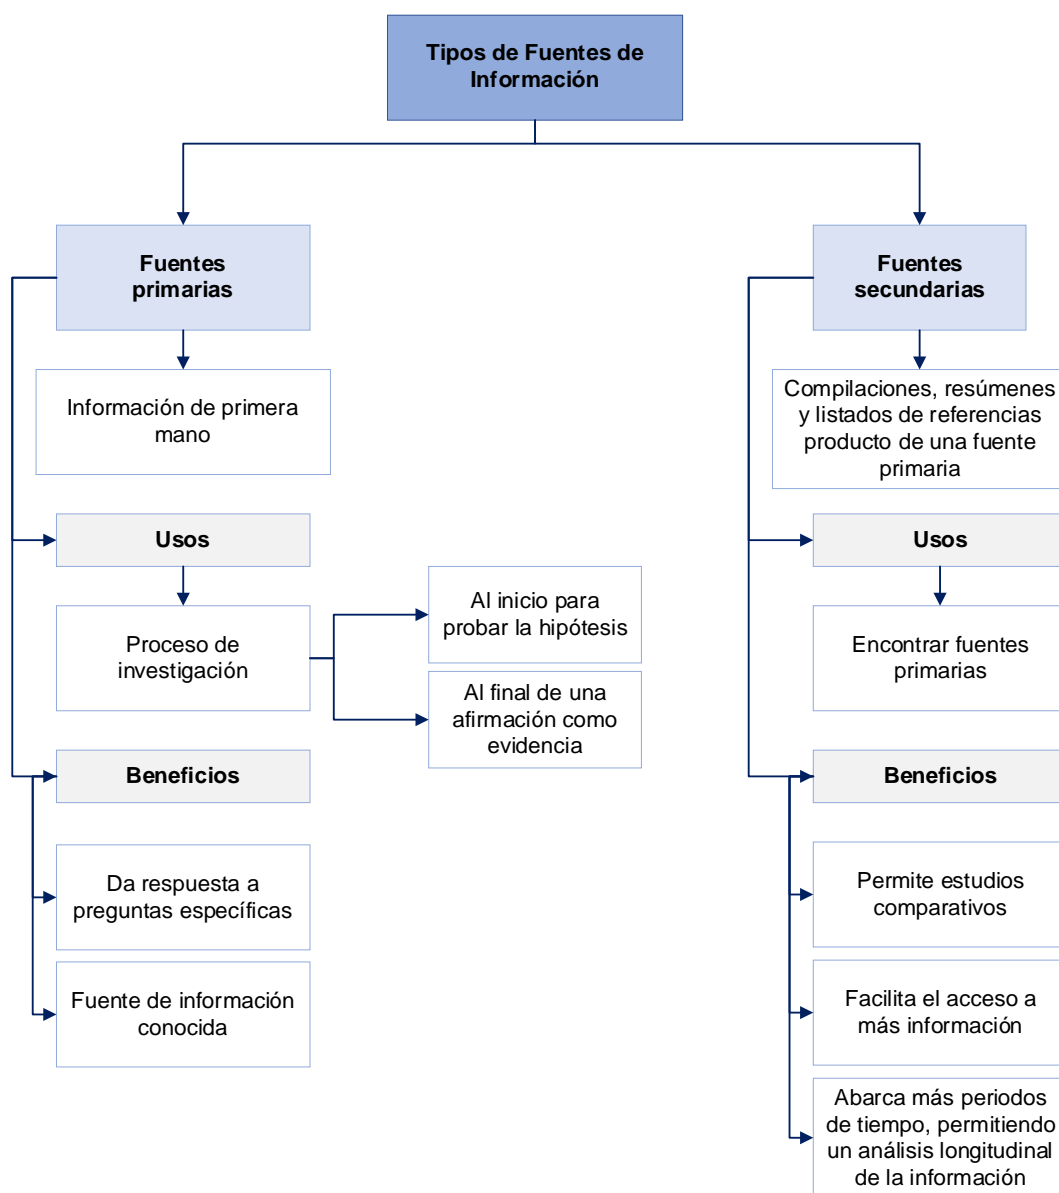 Tipos de Fuentes de
Información
Fuentes
primarias
Información de primera
mano
Usos
Proceso de
investigación
Al inicio para
probar la hipótesis
Al final de una
afirmación como
evidencia
Beneficios
Da respuesta a
preguntas específicas
Fuente de información
conocida
Fuentes
secundarias
Compilaciones, resúmenes
y listados de referencias
producto de una fuente
primaria
Usos
Encontrar fuentes
primarias
Beneficios
Permite estudios
comparativos
Facilita el acceso a
más información
Abarca más periodos
de tiempo, permitiendo
un análisis longitudinal
de la información